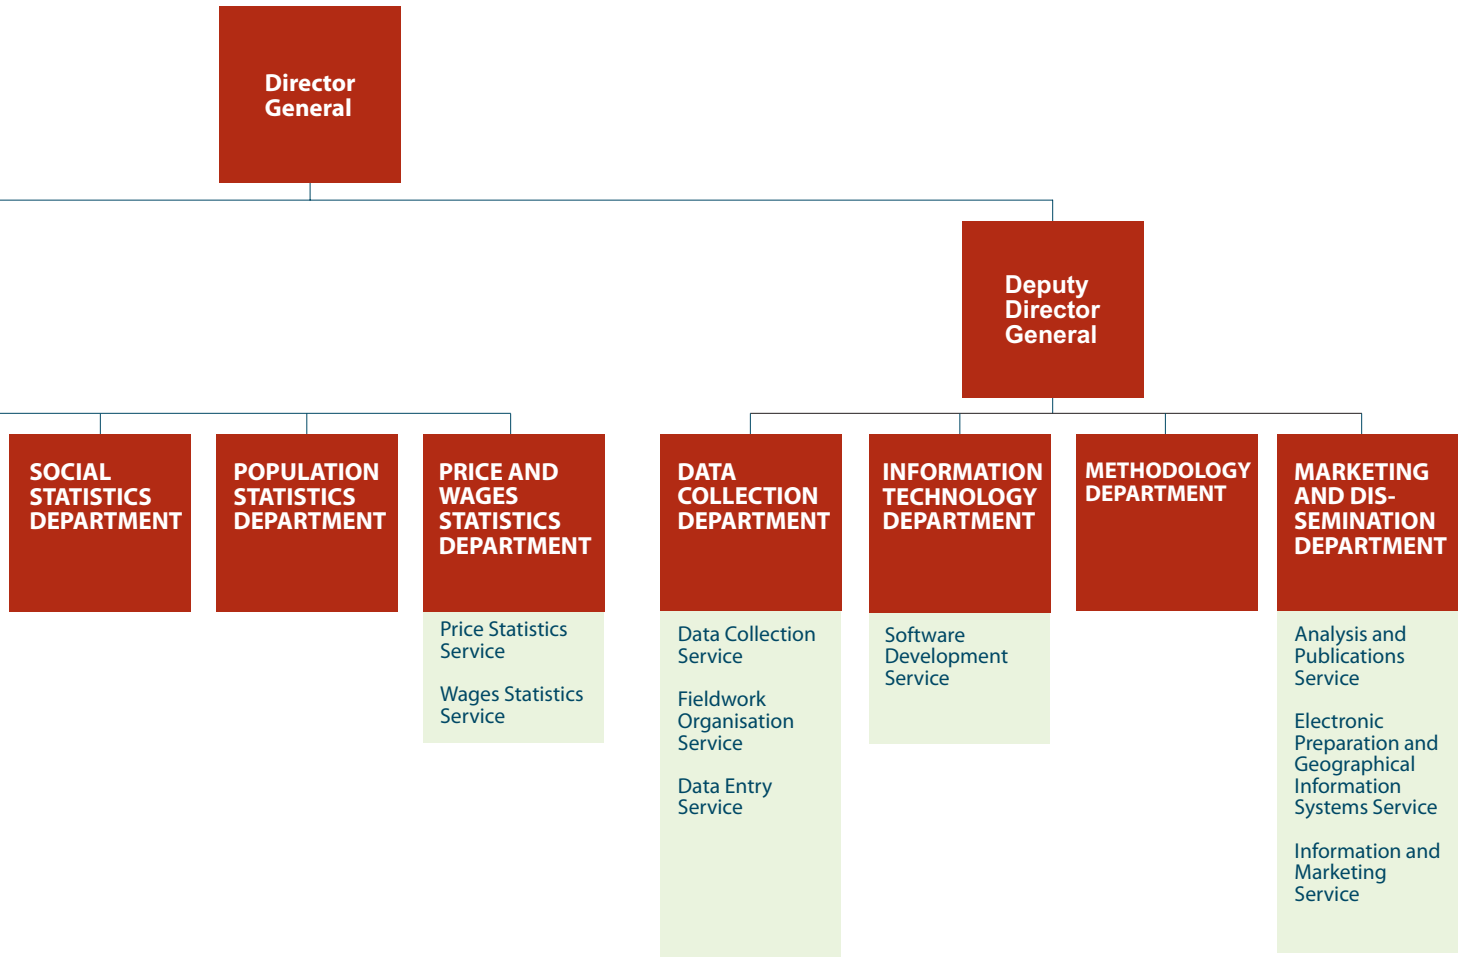 Director
General
Deputy
Director
General
SOCIAL
STATISTICS
DEPARTMENT
POPULATION
STATISTICS
DEPARTMENT
PRICE AND
WAGES
STATISTICS
DEPARTMENT
Price Statistics
Service
Wages Statistics
Service
DATA
COLLECTION
DEPARTMENT
Data Collection
Service
Fieldwork
Organisation
Service
Data Entry
Service
INFORMATION
TECHNOLOGY
DEPARTMENT
Software
Development
Service
METHODOLOGY
DEPARTMENT
MARKETING
AND DIS-
SEMINATION
DEPARTMENT
Analysis and
Publications
Service
Electronic
Preparation and
Geographical
Information
Systems Service
Information and
Marketing
Service